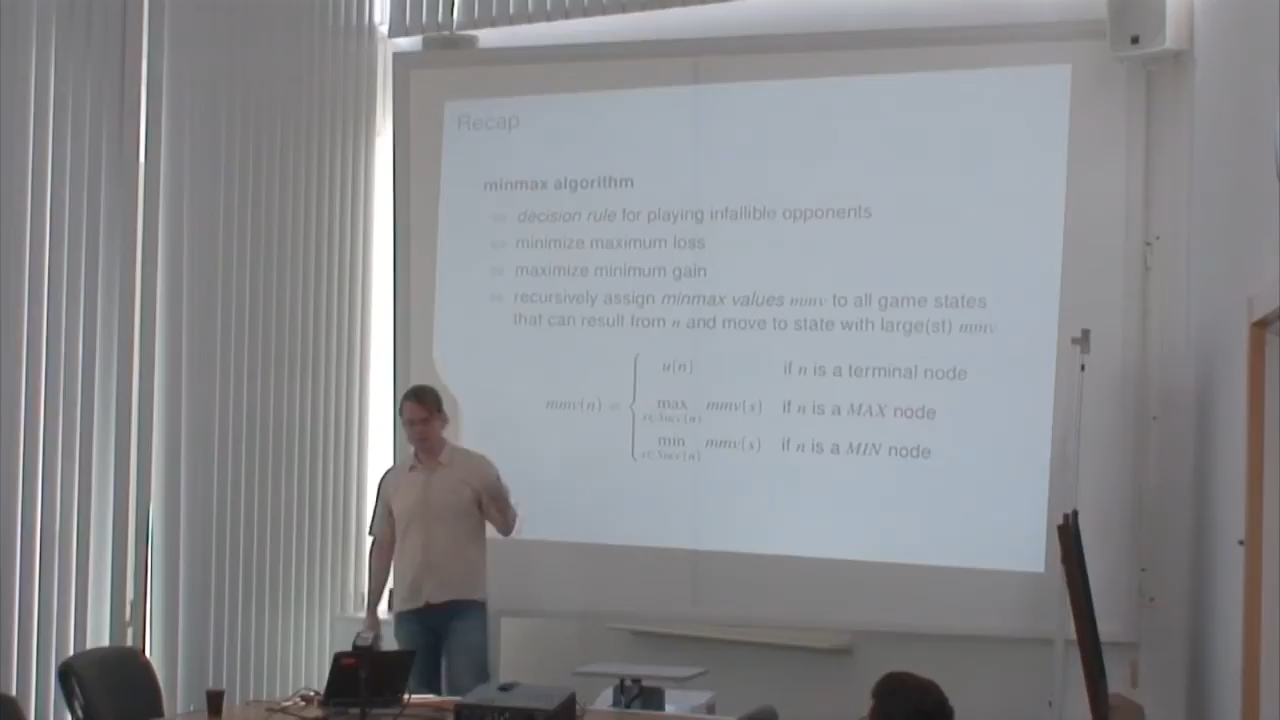 Recap
minmax algorithm
decision rule for playing infallible opponents
minimize maximum loss
maximize minimum gain
recursively assign minmax values mmv to all game states
that can result from n and move to state with large(st) mmv
u(n) if n is a terminal node
mmv(n) = max mmv(s) if n is a MAX node
s∈Succ(n)
min mmv(s) if n is a MIN node
s∈Succ(n)